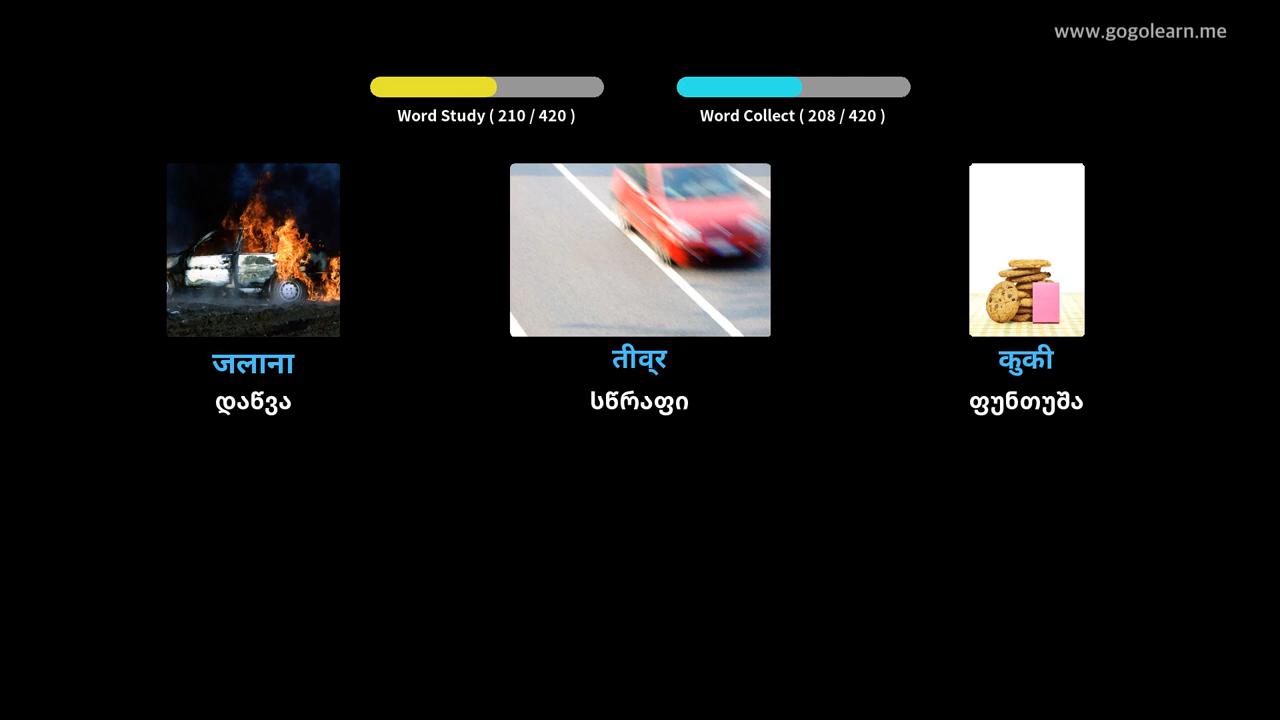 www.gogolearn.me
Word Study ( 210 / 420 )
Word Collect ( 208 / 420 )
जलाना
तीव्र
कुकी
დაწვა
სწრაფი
ფუნთუშა